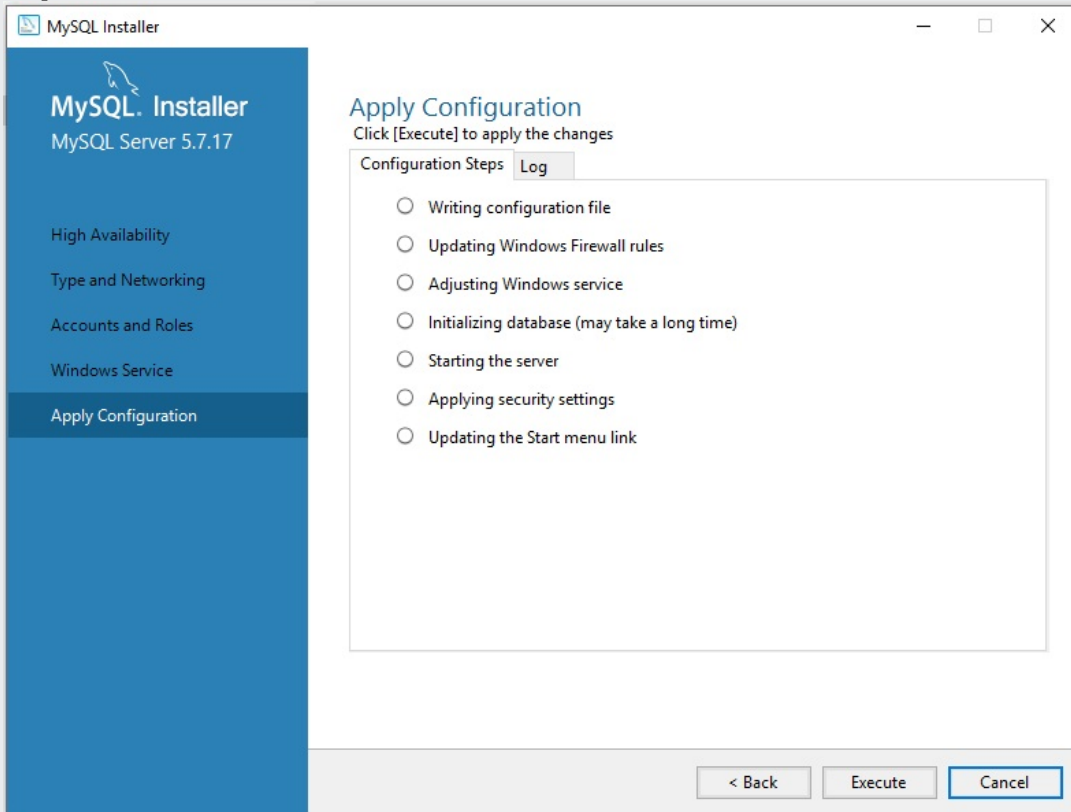 MySQL Installer
MySQL. Installer
MySQL Server 5.7.17
High Availability
Type and Networking
Accounts and Roles
Windows Service
Apply Configuration
Apply Configuration
Click [Execute] to apply the changes
Configuration Steps Log
Writing configuration file
Updating Windows Firewall rules
Adjusting Windows service
Initializing database (may take a long time)
Starting the server
Applying security settings
Updating the Start menu link
< Back Execute Cancel